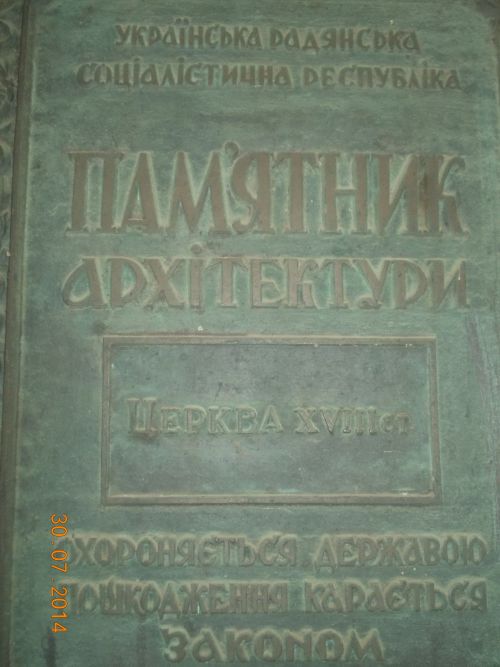 УКРАЇНСЬКА РАДЯНСЬКА
СОЦІАЛІСТИЧНА РЕСПУБЛІКА
ПАМ'ЯТНИК
АРХІТЕКТУРИ
ЦЕРКВА XVIII СТ.
ОХОРОНЯЄТЬСЯ ДЕРЖАВОЮ
ПОШКОДЖЕННЯ КАРАЄТЬСЯ
ЗАКОНОМ
30.07.2014